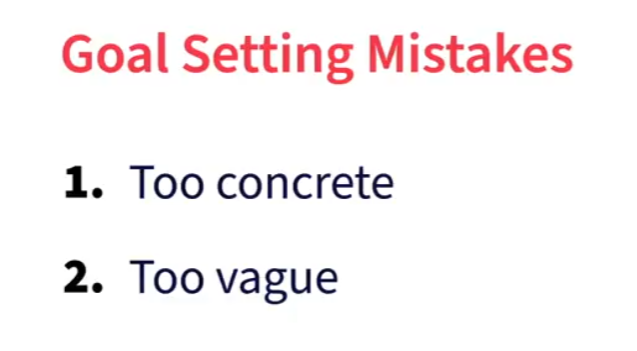 Goal Setting Mistakes
1. Too concrete
2. Too vague